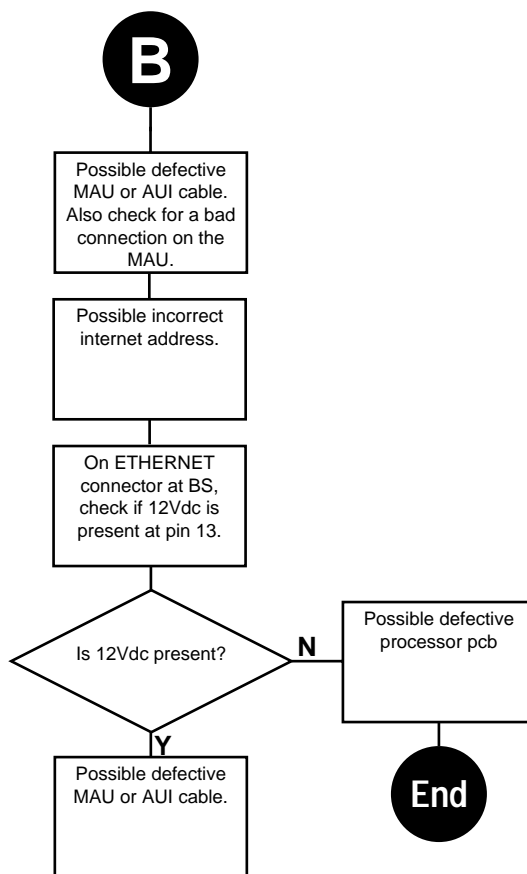 B
Possible defective
MAU or AUI cable.
Also check for a bad
connection on the
MAU.
Possible incorrect
internet address.
On ETHERNET
connector at BS,
check if 12Vdc is
present at pin 13.
Is 12Vdc present?
N
Possible defective
processor pcb
Y
Possible defective
MAU or AUI cable.
End